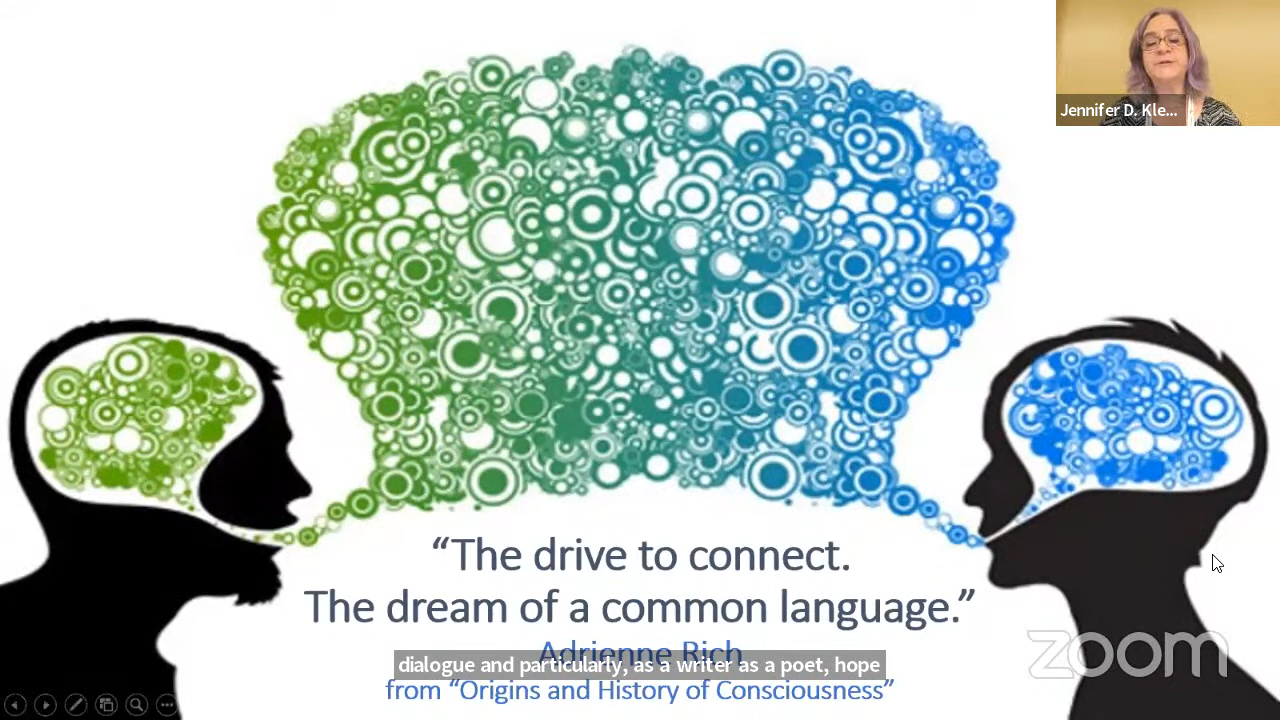 Jennifer D. Kle...
“The drive to connect.
The dream of a common language.”
Adrienne Rich
dialogue and particularly, as a writer as a poet, hope
from “Origins and History of Consciousness”
zoom